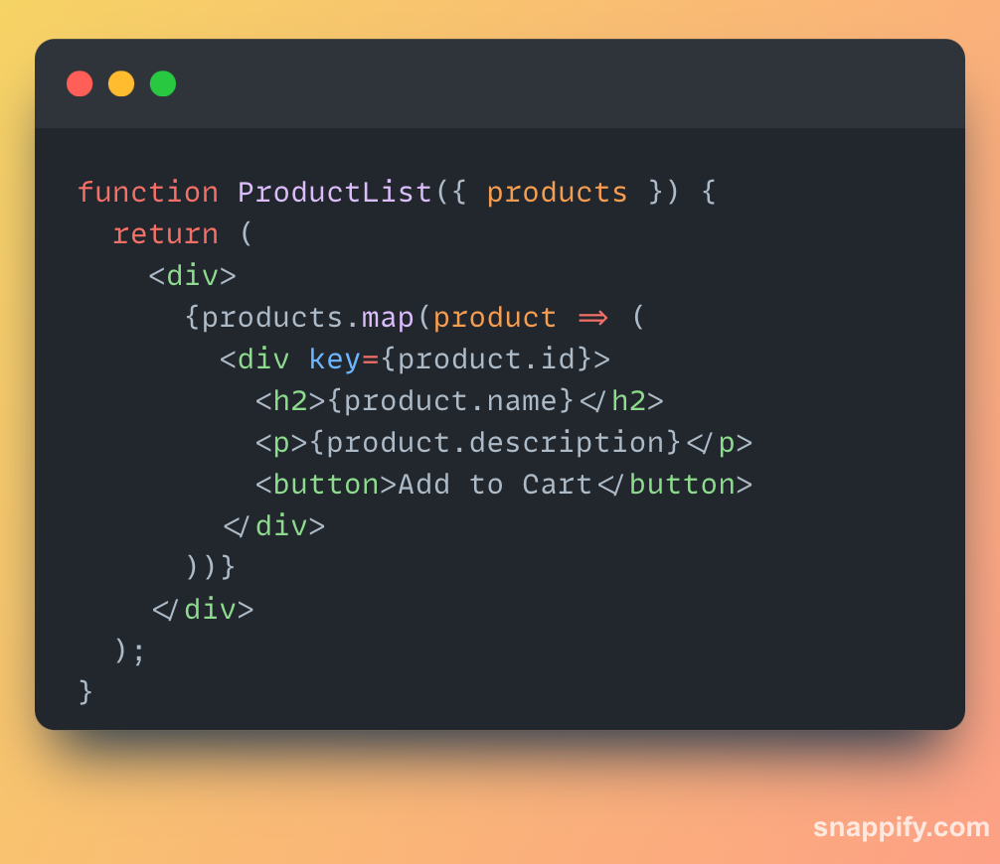 function ProductList({ products }) {
  return (
    <div>
      {products.map(product => (
        <div key={product.id}>
          <h2>{product.name}</h2>
          <p>{product.description}</p>
          <button>Add to Cart</button>
        </div>
      ))}
    </div>
  );
}
snappify.com